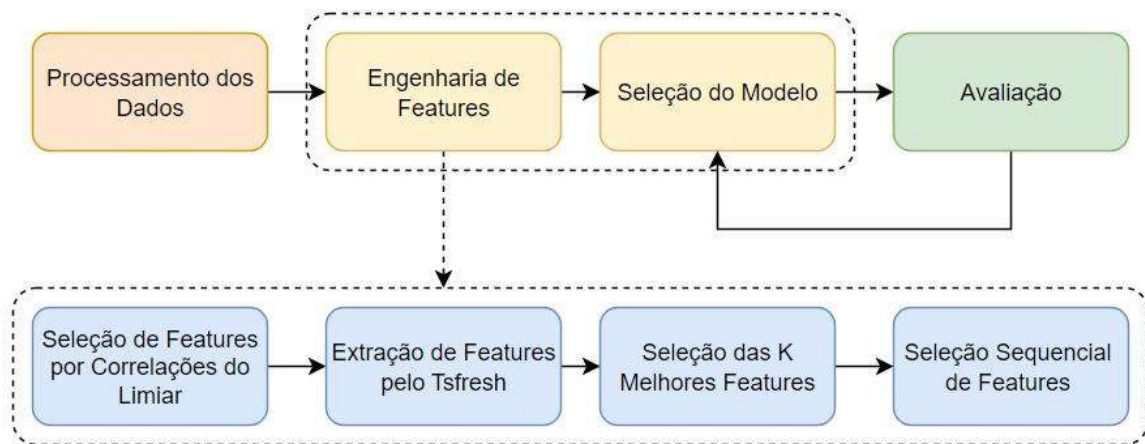 Processamento dos
Dados
Engenharia de
Features
Seleção do Modelo
Avaliação
Seleção de Features
por Correlações do
Limiar
Extração de Features
pelo Tsfresh
Seleção das K
Melhores Features
Seleção Sequencial
de Features